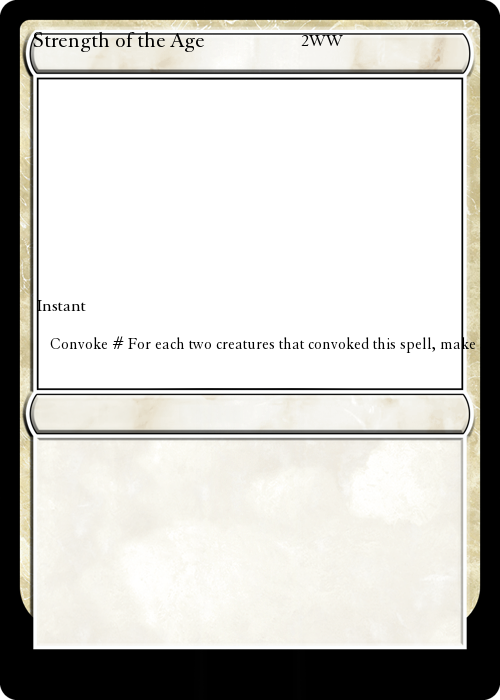 Strength of the Age 2WW
Instant
Convoke # For each two creatures that convoked this spell, make